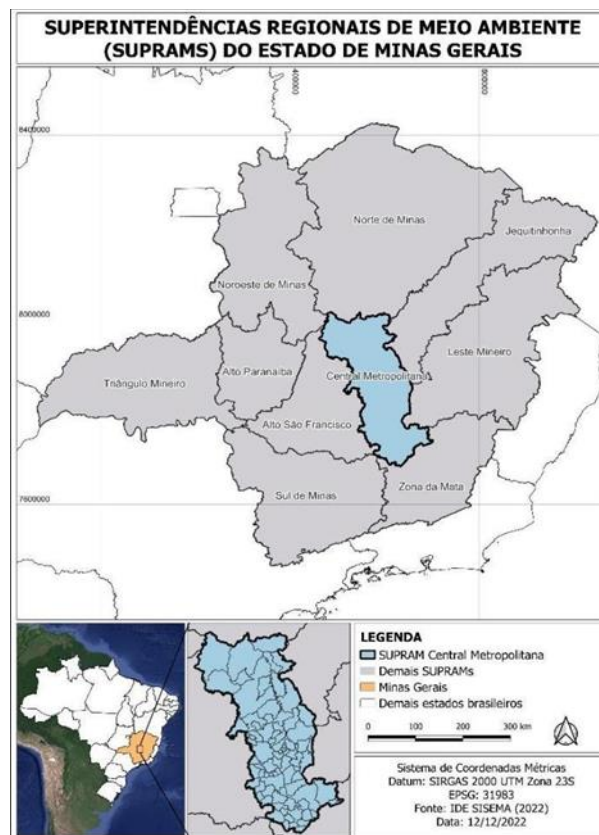 SUPERINTENDÊNCIAS REGIONAIS DE MEIO AMBIENTE
(SUPRAMS) DO ESTADO DE MINAS GERAIS
8400000
Norte de Minas
Jequitinhonha
Noroeste de Minas
8000000
Leste Mineiro
Alto Paranaíba
Central Metropolitana
Triângulo Mineiro
Alto São Francisco
Zona da Mata
Sul de Minas
7600000
LEGENDA
SUPRAM Central Metropolitana
Demais SUPRAMs
Minas Gerais
Demais estados brasileiros
0 100 200 300 km
Sistema de Coordenadas Métricas
Datum: SIRGAS 2000 UTM Zona 23S
EPSG: 31983
Fonte: IDE SISEMA (2022)
Data: 12/12/2022